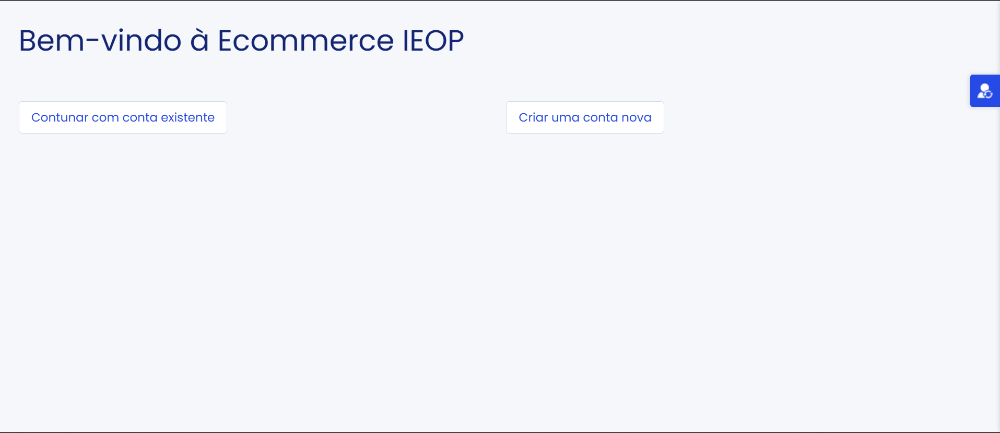 Bem-vindo à Ecommerce IEOP
Contunar com conta existente
Criar uma conta nova